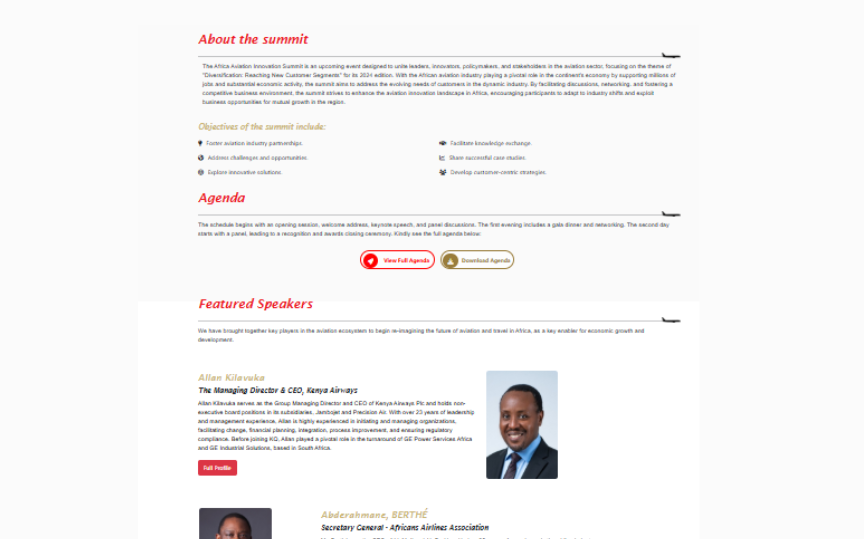 About the summit
The Africa Aviation Innovation Summit is an upcoming event designed to unite leaders, innovators, policymakers, and stakeholders in the aviation sector, focusing on the theme of
"Diversification: Reaching New Customer Segments" for its 2024 edition. With the African aviation industry playing a pivotal role in the continent's economy by supporting millions of
jobs and substantial economic activity, the summit aims to address the evolving needs of customers in the dynamic industry. By facilitating discussions, networking, and fostering a
competitive business environment, the summit strives to enhance the aviation innovation landscape in Africa, encouraging participants to adapt to industry shifts and exploit
business opportunities for mutual growth in the region.
Objectives of the summit include:
Foster aviation industry partnerships.
Facilitate knowledge exchange.
Address challenges and opportunities.
Share successful case studies.
Explore innovative solutions.
Develop customer-centric strategies.
Agenda
The schedule begins with an opening session, welcome address, keynote speech, and panel discussions. The first evening includes a gala dinner and networking. The second day
starts with a panel, leading to a recognition and awards closing ceremony. Kindly see the full agenda below:
View Full Agenda
Download Agenda
Featured Speakers
We have brought together key players in the aviation ecosystem to begin re-imagining the future of aviation and travel in Africa, as a key enabler for economic growth and
development.
Allan Kilavuka
The Managing Director & CEO, Kenya Airways
Allan Kilavuka serves as the Group Managing Director and CEO of Kenya Airways Plc and holds non-
executive board positions in its subsidiaries, Jambojet and Precision Air. With over 23 years of leadership
and management experience, Allan is highly experienced in initiating and managing organizations,
facilitating change, financial planning, integration, process improvement, and ensuring regulatory
compliance. Before joining KQ, Allan played a pivotal role in the turnaround of GE Power Services Africa
and GE Industrial Solutions, based in South Africa.
Full Profile
Abderahmane, BERTHÉ
Secretary General - Africans Airlines Association